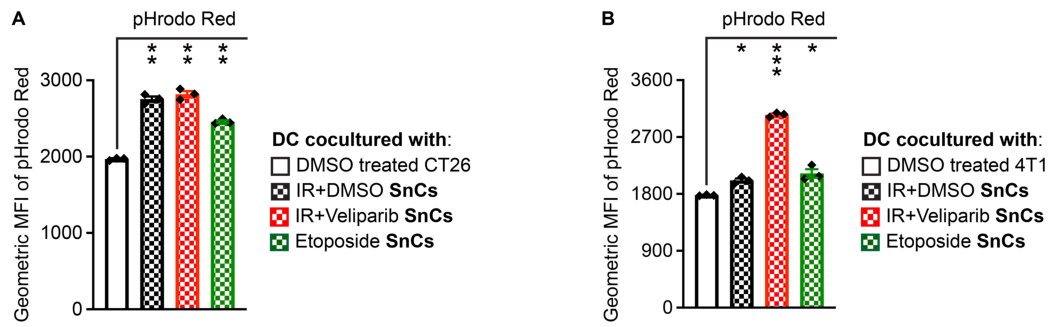 A
pHrodo Red
**
**
**
Geometric MFI of pHrodo Red
3000
2000
1000
0
DC cocultured with:
DMSO treated CT26
IR+DMSO SnCs
IR+Veliparib SnCs
Etoposide SnCs
B
pHrodo Red
*
***
*
Geometric MFI of pHrodo Red
3600
2700
1800
900
0
DC cocultured with:
DMSO treated 4T1
IR+DMSO SnCs
IR+Veliparib SnCs
Etoposide SnCs